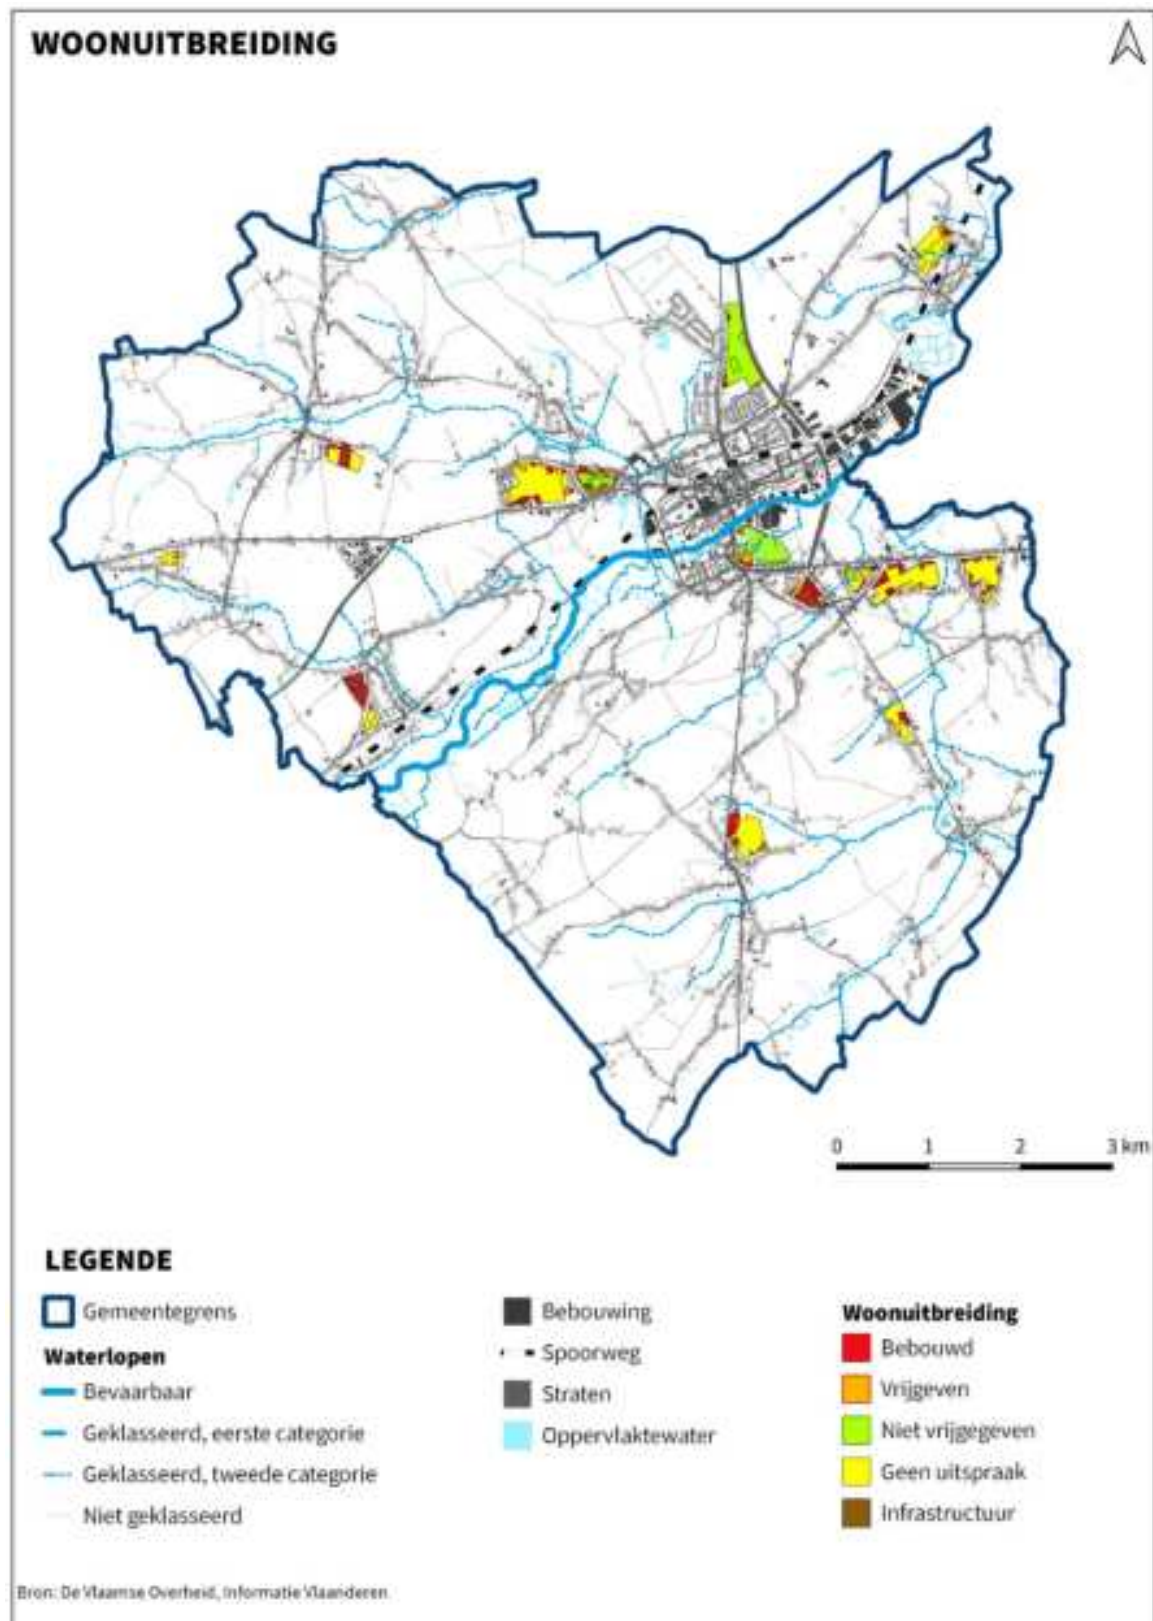 WOONUITBREIDING
0 1 2 3 km
LEGENDE
Gemeentegrens
Waterlopen
Bevaarbaar
Geklasseerd, eerste categorie
Geklasseerd, tweede categorie
Niet geklasseerd
Bebouwing
Spoorweg
Straten
Oppervlaktewater
Woonuitbreiding
Bebouwd
Vrijgeven
Niet vrijgegeven
Geen uitspraak
Infrastructuur
Bron: De Vlaamse Overheid, Informatie Vlaanderen